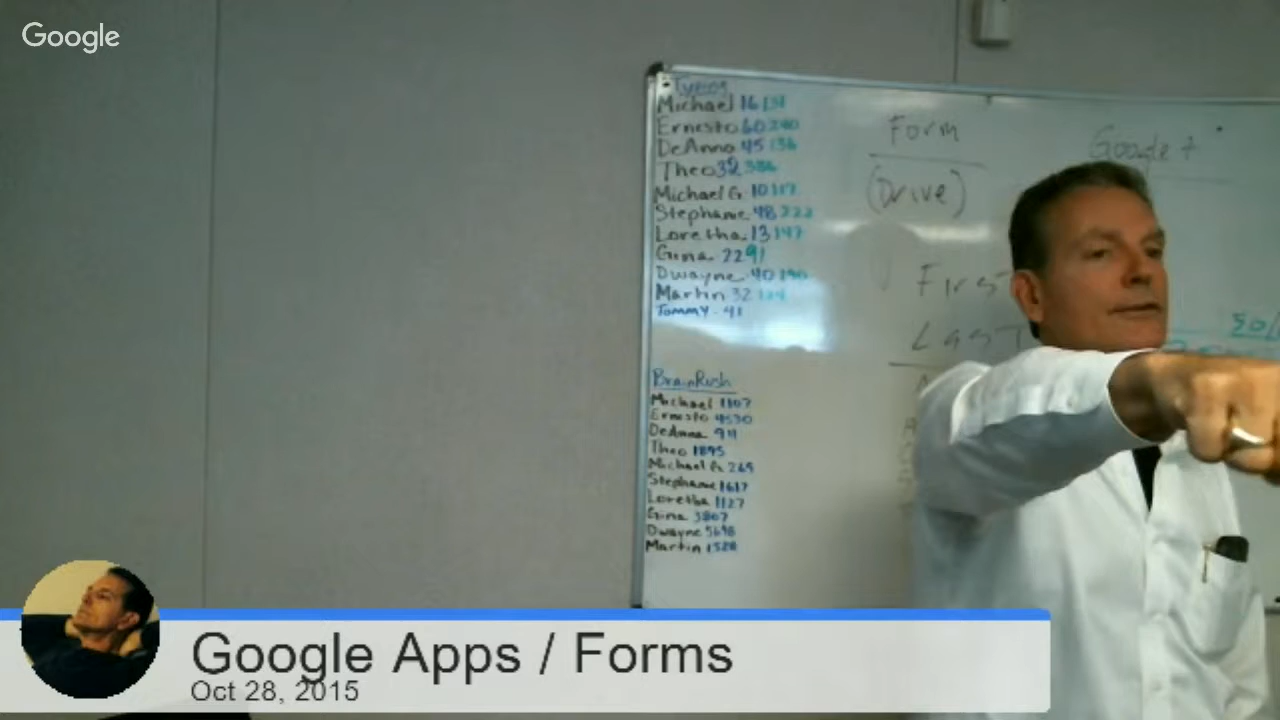 Google
Typing
Michael 16 151
Ernesto 60 240
DeAnna 45 136
Theo 32 386
Michael G. 10 117
Stephanie 48 222
Loretha 13 147
Gina 22 91
Dwayne 40 190
Martin 32
Tommy - 41
Form
(Drive)
Google +
First
Last
BrainRush
Michael 1107
Ernesto 4530
DeAnna 911
Theo 1895
Michael G. 269
Stephanie 1617
Loretha 1127
Gina 3807
Dwayne 5698
Martin 1528
Google Apps / Forms
Oct 28, 2015